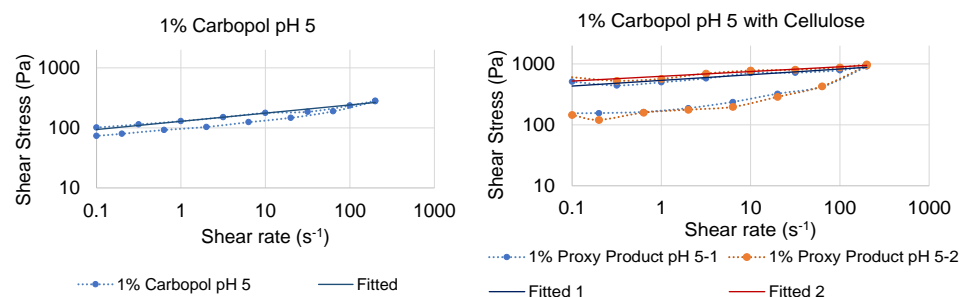 1% Carbopol pH 5
Shear Stress (Pa)
1000
100
10
0.1 1 10 100 1000
Shear rate (s⁻¹)
1% Carbopol pH 5 Fitted
1% Carbopol pH 5 with Cellulose
Shear Stress (Pa)
1000
100
10
0.1 1 10 100 1000
Shear rate (s⁻¹)
1% Proxy Product pH 5-1 1% Proxy Product pH 5-2
Fitted 1 Fitted 2